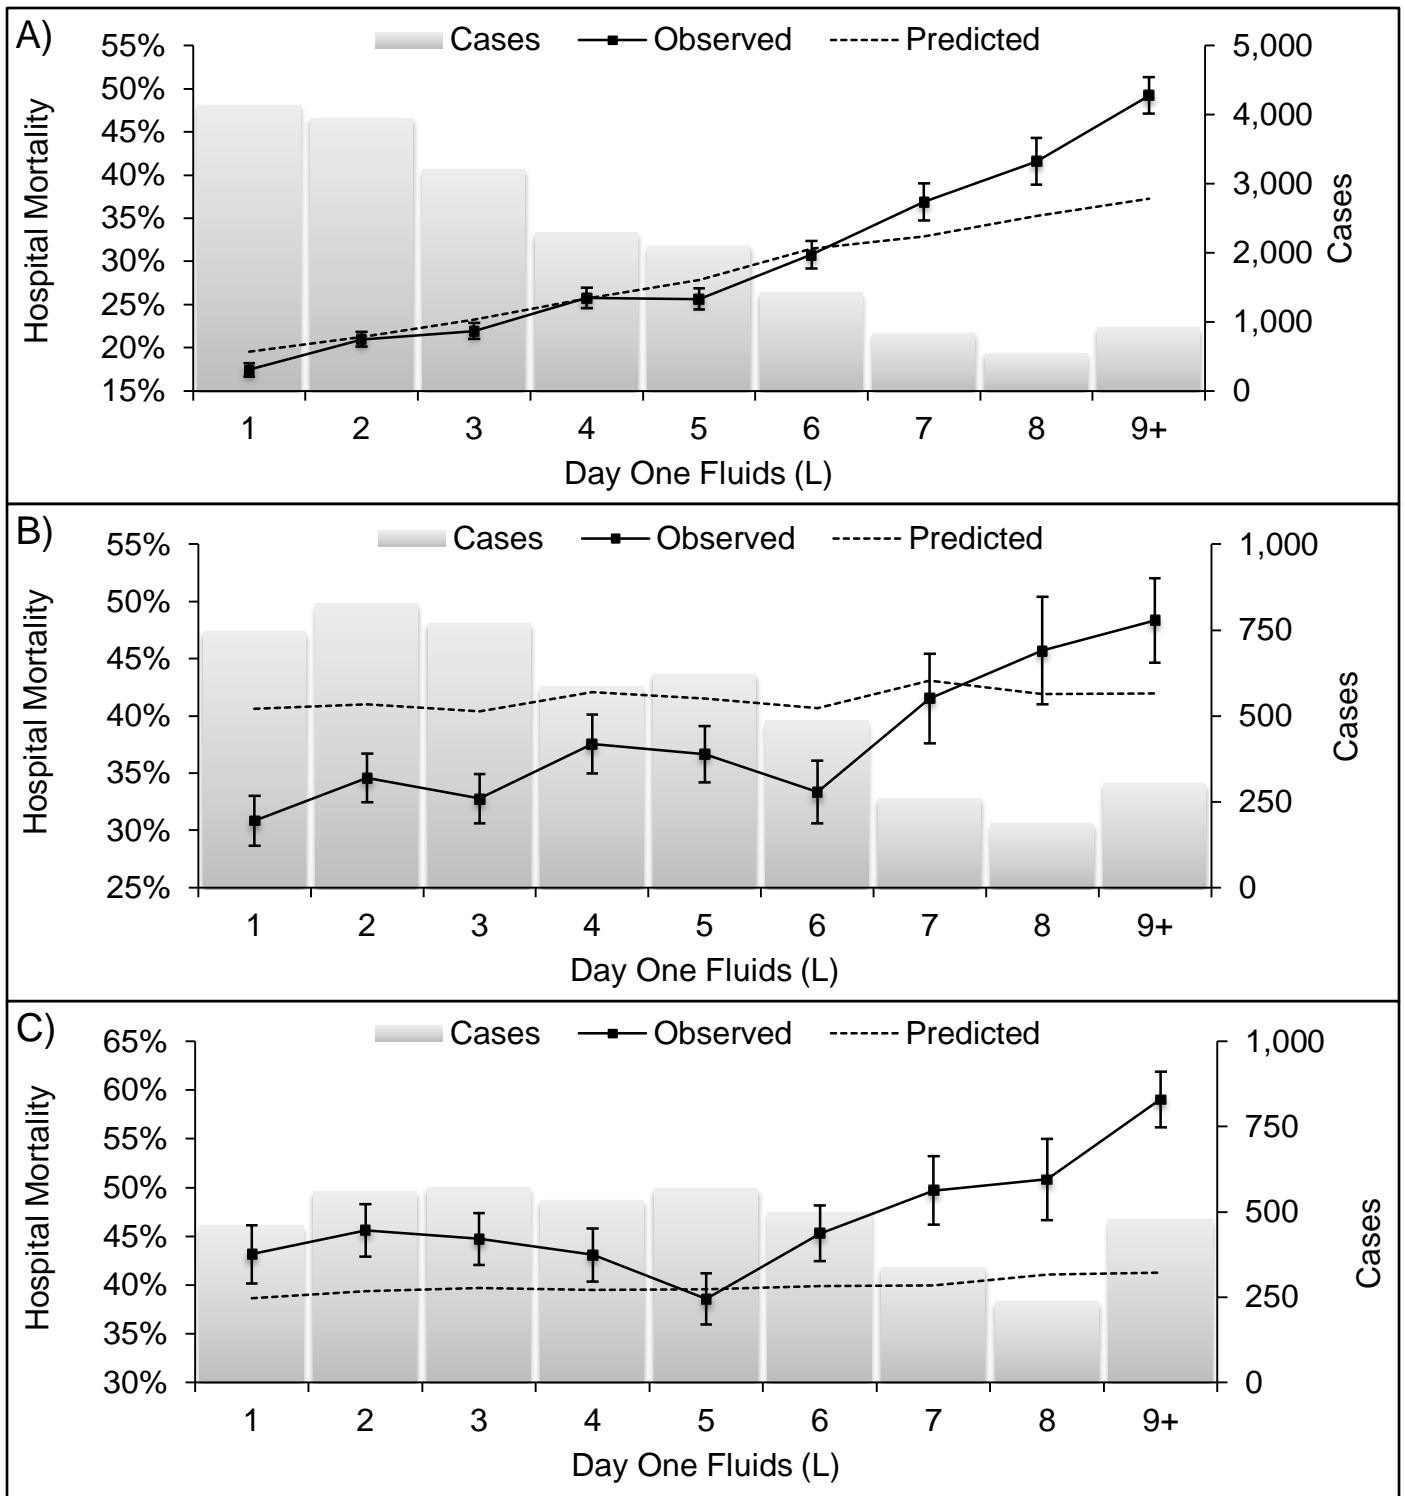 A)
Cases Observed Predicted
Hospital Mortality
55%
50%
45%
40%
35%
30%
25%
20%
15%
5,000
4,000
3,000
2,000
1,000
0
Cases
1 2 3 4 5 6 7 8 9+
Day One Fluids (L)
B)
Cases Observed Predicted
Hospital Mortality
55%
50%
45%
40%
35%
30%
25%
1,000
750
500
250
0
Cases
1 2 3 4 5 6 7 8 9+
Day One Fluids (L)
C)
Cases Observed Predicted
Hospital Mortality
65%
60%
55%
50%
45%
40%
35%
30%
1,000
750
500
250
0
Cases
1 2 3 4 5 6 7 8 9+
Day One Fluids (L)